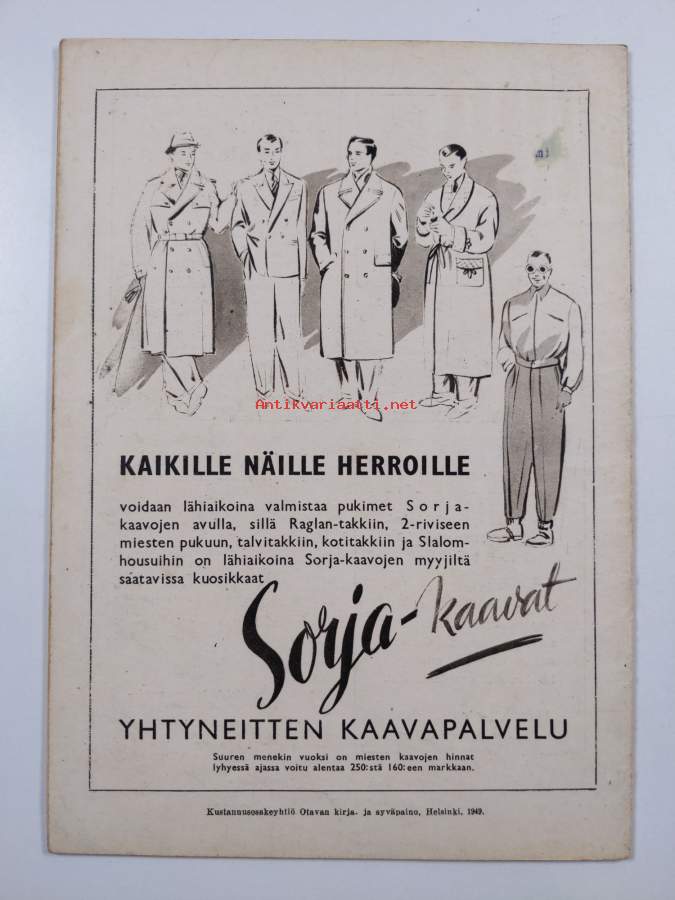 Antikvariaatti.net
KAIKILLE NÄILLE HERROILLE
voidaan lähiaikoina valmistaa pukimet Sorja-
kaavojen avulla, sillä Raglan-takkiin, 2-riviseen
miesten pukuun, talvitakkiin, kotitakkiin ja Slalom-
housuihin on lähiaikoina Sorja-kaavojen myyjiltä
saatavissa kuosikkaat
Sorja-kaavat
YHTYNEITTEN KAAVAPALVELU
Suuren menekin vuoksi on miesten kaavojen hinnat
lyhyessä ajassa voitu alentaa 250:stä 160:een markkaan.
Kustannusosakeyhtiö Otavan kirja- ja syväpaino, Helsinki, 1949.